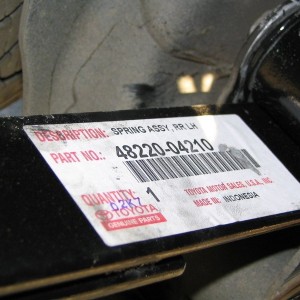 DESCRIPTION: SPRING ASSY, RR LH
PART NO.: 48220-04210
QUANTITY: 1
TOYOTA MOTOR SALES, U.S.A., INC
MADE IN: INDONESIA
TOYOTA
GENUINE PARTS